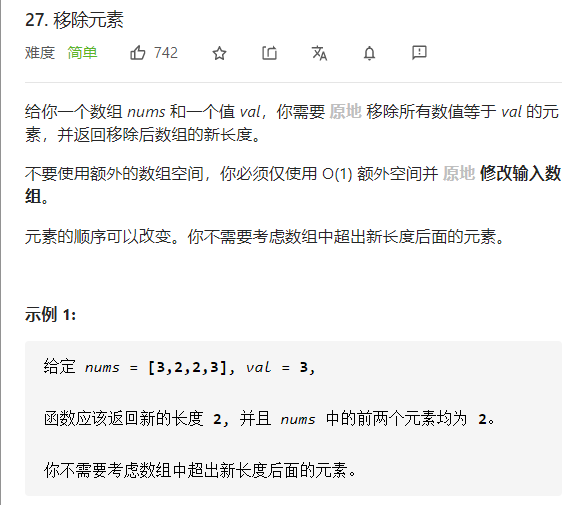 27. 移除元素
难度 简单 742
给你一个数组 nums 和一个值 val，你需要 原地 移除所有数值等于 val 的元
素，并返回移除后数组的新长度。
不要使用额外的数组空间，你必须仅使用 O(1) 额外空间并 原地 修改输入数
组。
元素的顺序可以改变。你不需要考虑数组中超出新长度后面的元素。
示例 1:
给定 nums = [3,2,2,3], val = 3,
函数应该返回新的长度 2, 并且 nums 中的前两个元素均为 2。
你不需要考虑数组中超出新长度后面的元素。